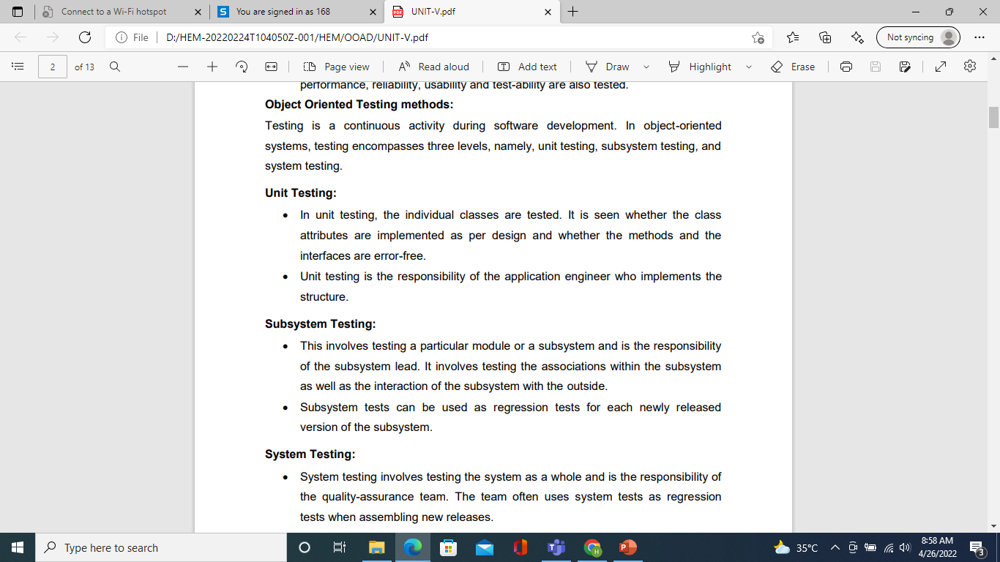 Connect to a Wi-Fi hotspot
S You are signed in as 168
PDF UNIT-V.pdf
File D:/HEM-20220224T104050Z-001/HEM/OOAD/UNIT-V.pdf
Not syncing
2 of 13
Page view
Read aloud
Add text
Draw
Highlight
Erase
performance, reliability, usability and test-ability are also tested.
Object Oriented Testing methods:
Testing is a continuous activity during software development. In object-oriented
systems, testing encompasses three levels, namely, unit testing, subsystem testing, and
system testing.
Unit Testing:
• In unit testing, the individual classes are tested. It is seen whether the class
attributes are implemented as per design and whether the methods and the
interfaces are error-free.
• Unit testing is the responsibility of the application engineer who implements the
structure.
Subsystem Testing:
• This involves testing a particular module or a subsystem and is the responsibility
of the subsystem lead. It involves testing the associations within the subsystem
as well as the interaction of the subsystem with the outside.
• Subsystem tests can be used as regression tests for each newly released
version of the subsystem.
System Testing:
• System testing involves testing the system as a whole and is the responsibility of
the quality-assurance team. The team often uses system tests as regression
tests when assembling new releases.
Type here to search
35°C
8:58 AM
4/26/2022
3